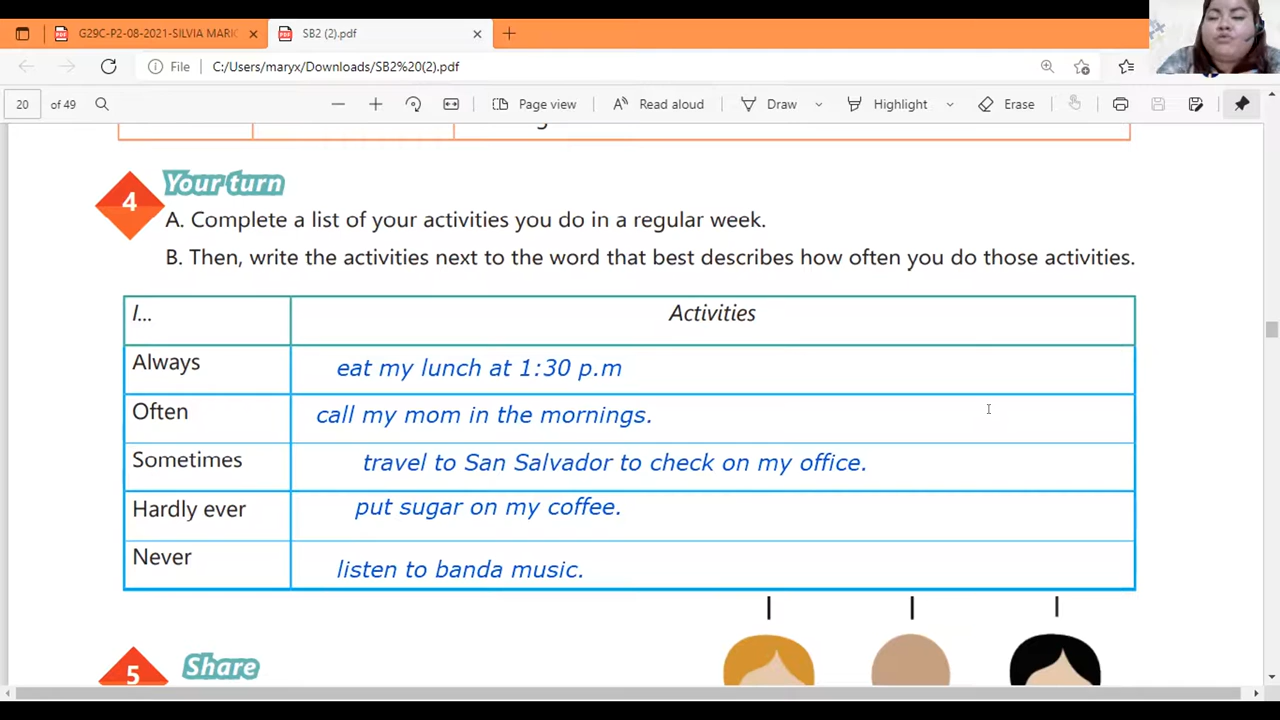 G29C-P2-08-2021-SILVIA MARIC
SB2 (2).pdf
File
C:/Users/maryx/Downloads/SB2%20(2).pdf
20 of 49
Page view
Read aloud
Draw
Highlight
Erase
4
Your turn
A. Complete a list of your activities you do in a regular week.
B. Then, write the activities next to the word that best describes how often you do those activities.
I... Activities
Always eat my lunch at 1:30 p.m
Often call my mom in the mornings.
Sometimes travel to San Salvador to check on my office.
Hardly ever put sugar on my coffee.
Never listen to banda music.
5
Share